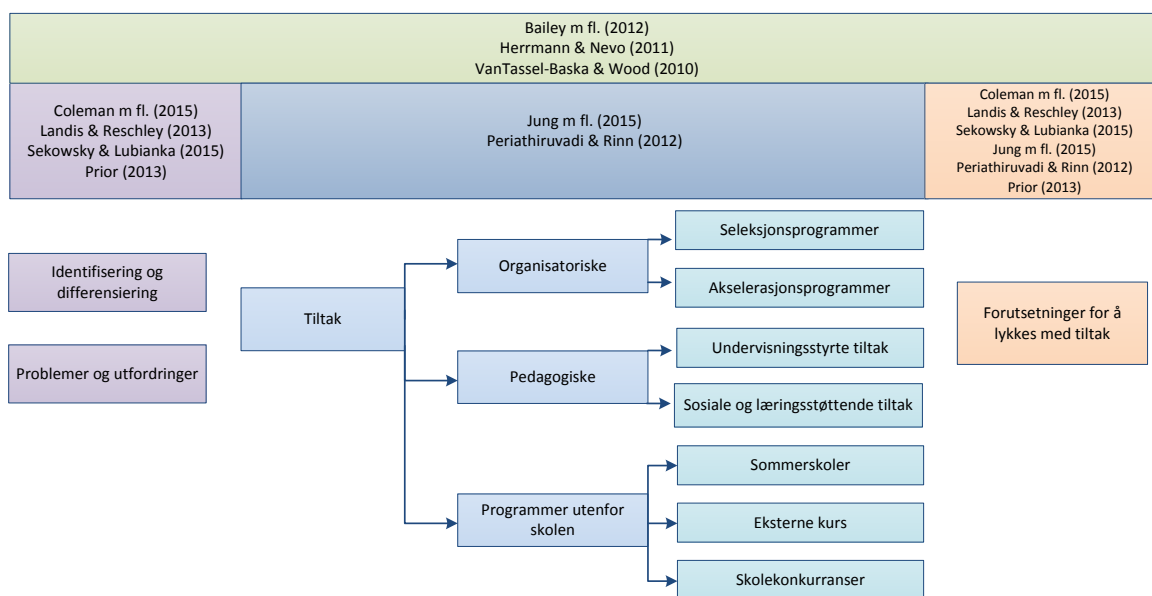 Bailey m fl. (2012)
Herrmann & Nevo (2011)
VanTassel-Baska & Wood (2010)
Coleman m fl. (2015)
Landis & Reschley (2013)
Sekowsky & Lubianka (2015)
Prior (2013)
Jung m fl. (2015)
Periathiruvadi & Rinn (2012)
Coleman m fl. (2015)
Landis & Reschley (2013)
Sekowsky & Lubianka (2015)
Jung m fl. (2015)
Periathiruvadi & Rinn (2012)
Prior (2013)
Identifisering og
differensiering
Problemer og utfordringer
Tiltak
Organisatoriske
Pedagogiske
Programmer utenfor
skolen
Seleksjonsprogrammer
Akselerasjonsprogrammer
Undervisningsstyrte tiltak
Sosiale og læringsstøttende tiltak
Sommerskoler
Eksterne kurs
Skolekonkurranser
Forutsetninger for å
lykkes med tiltak